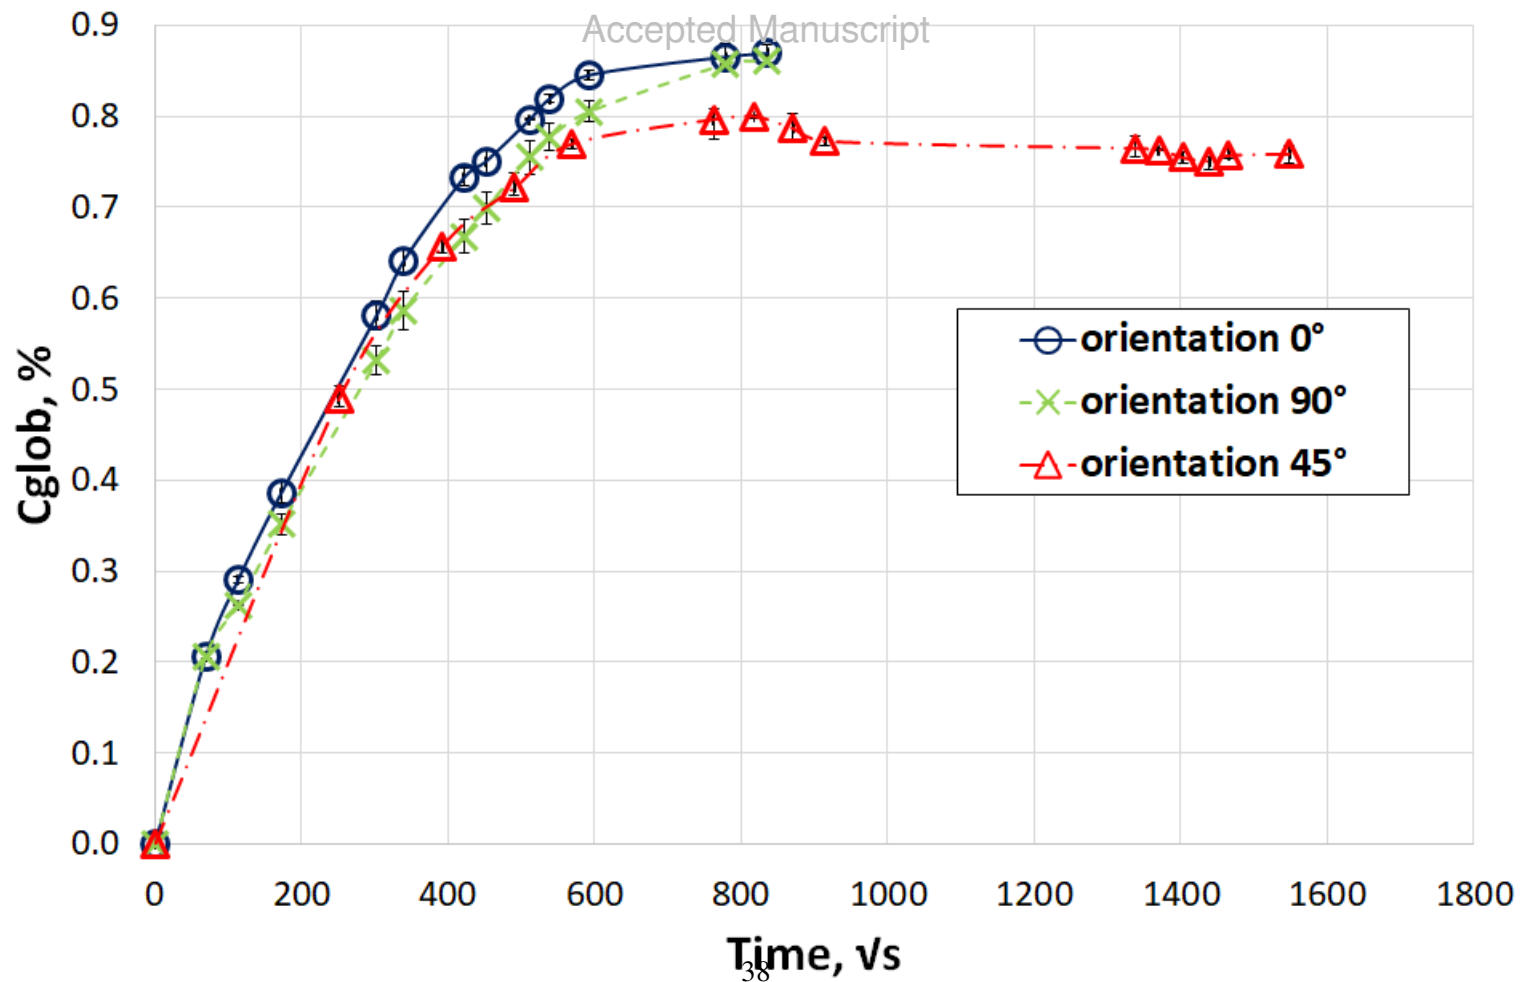 Accepted Manuscript
0.9
0.8
0.7
0.6
0.5
0.4
0.3
0.2
0.1
0.0
Cglob, %
orientation 0°
orientation 90°
orientation 45°
0 200 400 600 800 1000 1200 1400 1600 1800
Time, √s
38